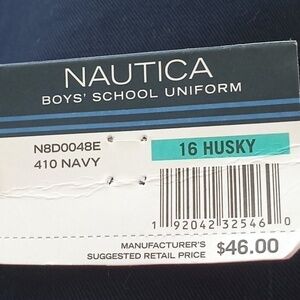 NAUTICA
BOYS' SCHOOL UNIFORM
N8D0048E
410 NAVY
16 HUSKY
1 92042 32546 0
MANUFACTURER'S
SUGGESTED RETAIL PRICE $46.00